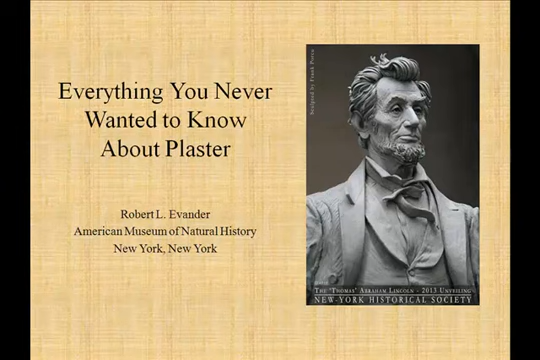 Everything You Never
Wanted to Know
About Plaster
Robert L. Evander
American Museum of Natural History
New York, New York
Sculpted by Frank Porcu
The "Thomas" Abraham Lincoln – 2013 Unveiling
New-York Historical Society